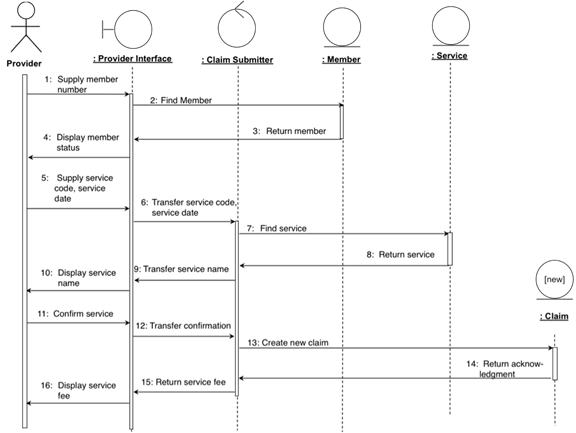 Provider
: Provider Interface
: Claim Submitter
: Member
: Service
1: Supply member
number
2: Find Member
3: Return member
4: Display member
status
5: Supply service
code, service
date
6: Transfer service code,
service date
7: Find service
8: Return service
9: Transfer service name
10: Display service
name
[new]
: Claim
11: Confirm service
12: Transfer confirmation
13: Create new claim
14: Return acknow-
ledgment
15: Return service fee
16: Display service
fee